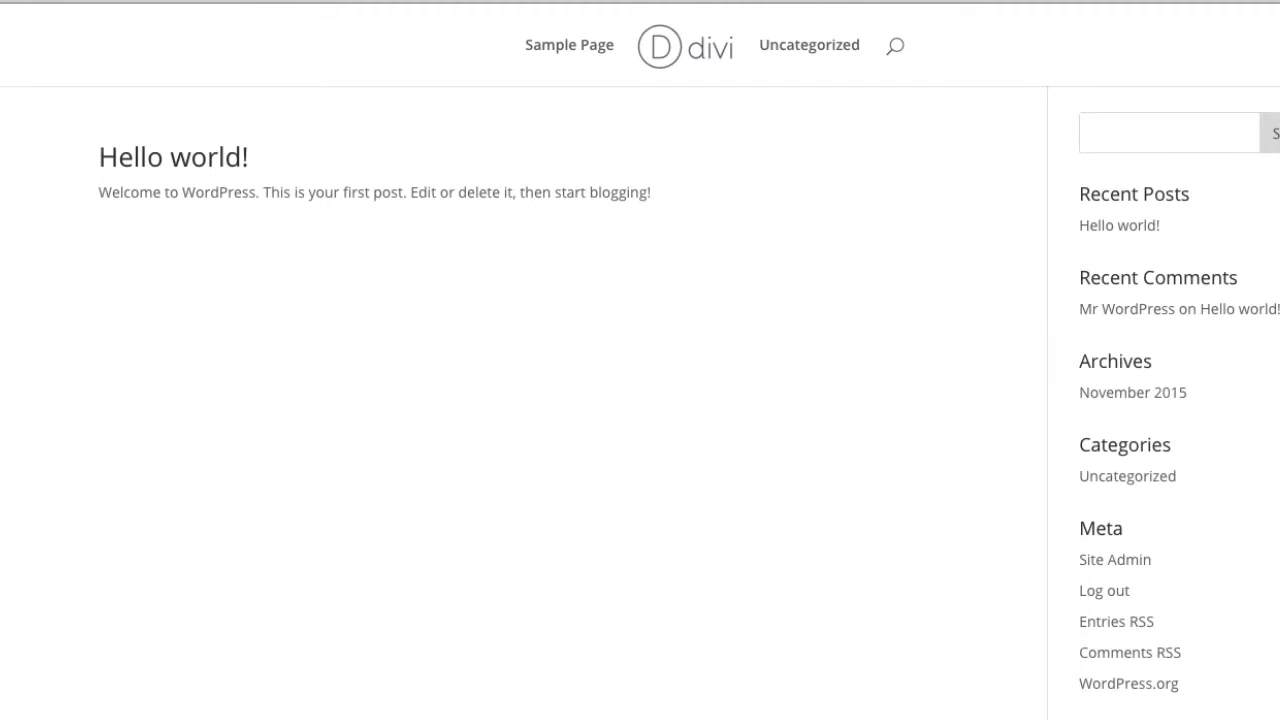 Sample Page
D divi
Uncategorized
Hello world!
Welcome to WordPress. This is your first post. Edit or delete it, then start blogging!
S
Recent Posts
Hello world!
Recent Comments
Mr WordPress on Hello world!
Archives
November 2015
Categories
Uncategorized
Meta
Site Admin
Log out
Entries RSS
Comments RSS
WordPress.org